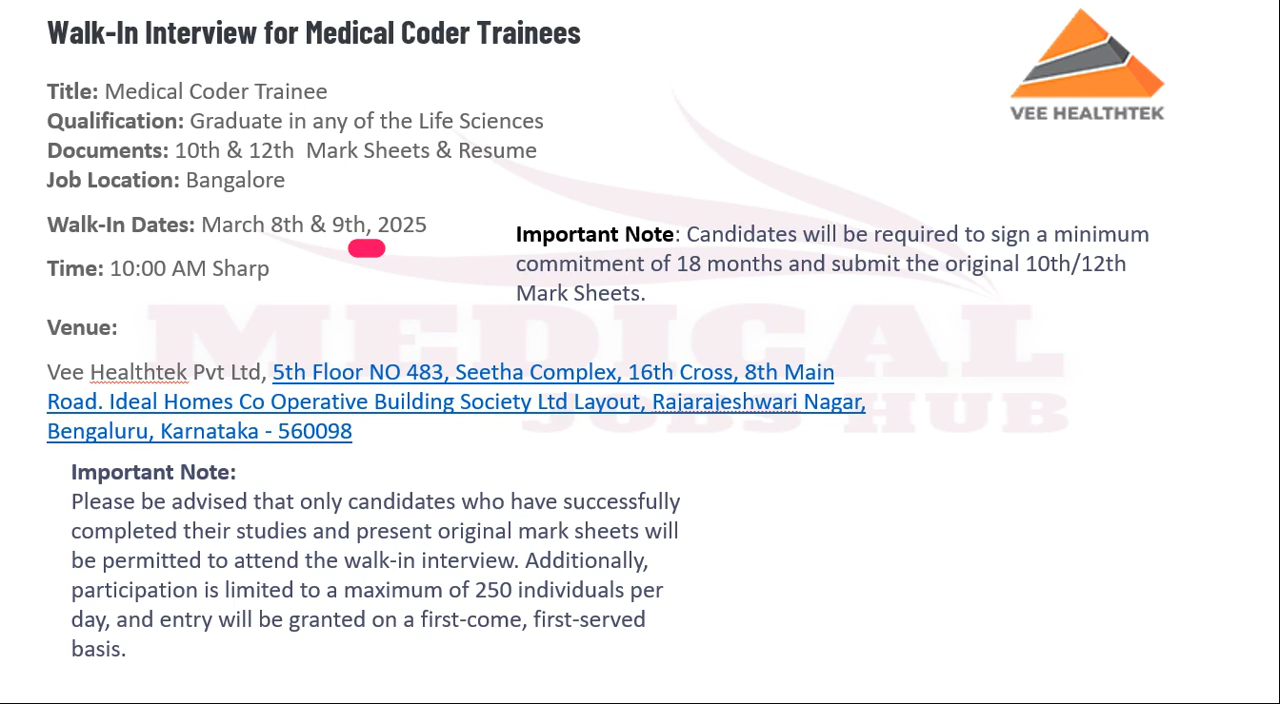 Walk-In Interview for Medical Coder Trainees
VEE HEALTHTEK
Title: Medical Coder Trainee
Qualification: Graduate in any of the Life Sciences
Documents: 10th & 12th  Mark Sheets & Resume
Job Location: Bangalore
Walk-In Dates: March 8th & 9th, 2025
Time: 10:00 AM Sharp
Important Note: Candidates will be required to sign a minimum
commitment of 18 months and submit the original 10th/12th
Mark Sheets.
Venue:
Vee Healthtek Pvt Ltd, 5th Floor NO 483, Seetha Complex, 16th Cross, 8th Main
Road. Ideal Homes Co Operative Building Society Ltd Layout, Rajarajeshwari Nagar,
Bengaluru, Karnataka - 560098
MEDICAL
JOBS HUB
Important Note:
Please be advised that only candidates who have successfully
completed their studies and present original mark sheets will
be permitted to attend the walk-in interview. Additionally,
participation is limited to a maximum of 250 individuals per
day, and entry will be granted on a first-come, first-served
basis.